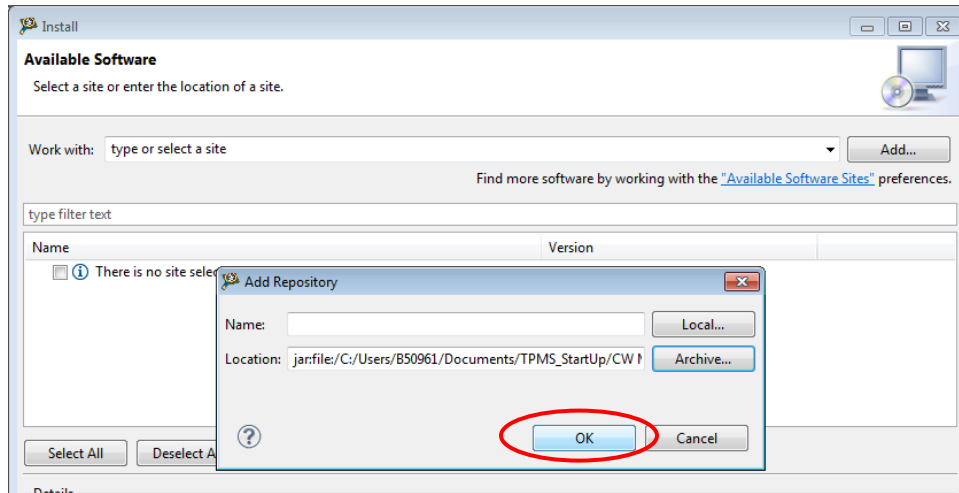 Install
Available Software
Select a site or enter the location of a site.
Work with: type or select a site Add...
Find more software by working with the "Available Software Sites" preferences.
type filter text
Name Version
There is no site selec
Add Repository
Name: Local...
Location: jar:file:/C:/Users/B50961/Documents/TPMS_StartUp/CW Archive...
? OK Cancel
Select All Deselect A
Details